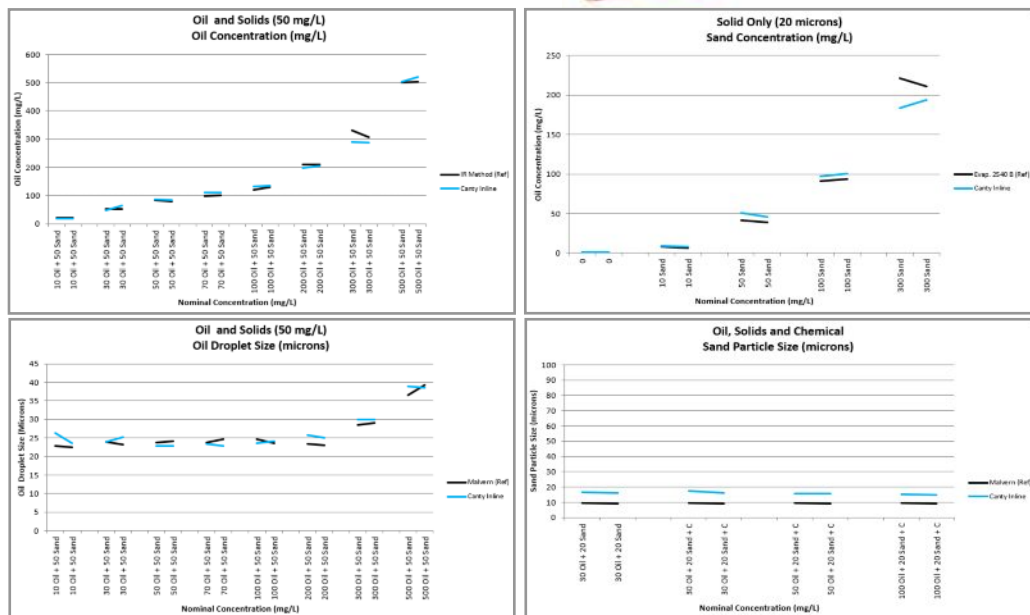 Oil and Solids (50 mg/L)
Oil Concentration (mg/L)
Oil Concentration (mg/L)
600
500
400
300
200
100
0
10 Oil + 50 Sand
10 Oil + 50 Sand
30 Oil + 50 Sand
30 Oil + 50 Sand
50 Oil + 50 Sand
50 Oil + 50 Sand
70 Oil + 50 Sand
70 Oil + 50 Sand
100 Oil + 50 Sand
100 Oil + 50 Sand
200 Oil + 50 Sand
200 Oil + 50 Sand
300 Oil + 50 Sand
300 Oil + 50 Sand
500 Oil + 50 Sand
500 Oil + 50 Sand
Nominal Concentration (mg/L)
IR Method (Ref)
Canty Inline
Solid Only (20 microns)
Sand Concentration (mg/L)
Oil Concentration (mg/L)
250
200
150
100
50
0
0
0
10 Sand
10 Sand
50 Sand
50 Sand
100 Sand
100 Sand
300 Sand
300 Sand
Nominal Concentration (mg/L)
Evap. 2540 B (Ref)
Canty Inline
Oil and Solids (50 mg/L)
Oil Droplet Size (microns)
Oil Droplet Size (Microns)
45
40
35
30
25
20
15
10
5
0
10 Oil + 50 Sand
10 Oil + 50 Sand
30 Oil + 50 Sand
30 Oil + 50 Sand
50 Oil + 50 Sand
50 Oil + 50 Sand
70 Oil + 50 Sand
70 Oil + 50 Sand
100 Oil + 50 Sand
100 Oil + 50 Sand
200 Oil + 50 Sand
200 Oil + 50 Sand
300 Oil + 50 Sand
300 Oil + 50 Sand
500 Oil + 50 Sand
500 Oil + 50 Sand
Nominal Concentration (mg/L)
Malvern (Ref)
Canty Inline
Oil, Solids and Chemical
Sand Particle Size (microns)
Sand Particle Size (microns)
100
90
80
70
60
50
40
30
20
10
0
30 Oil + 20 Sand
30 Oil + 20 Sand
30 Oil + 20 Sand + C
30 Oil + 20 Sand + C
50 Oil + 20 Sand + C
50 Oil + 20 Sand + C
100 Oil + 20 Sand + C
100 Oil + 20 Sand + C
Nominal Concentration (mg/L)
Malvern (Ref)
Canty Inline